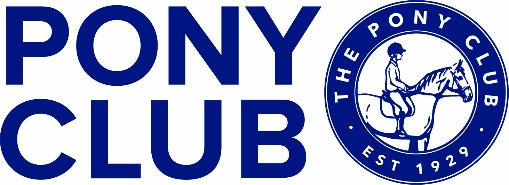 PONY
CLUB
THE PONY CLUB
· EST 1929 ·